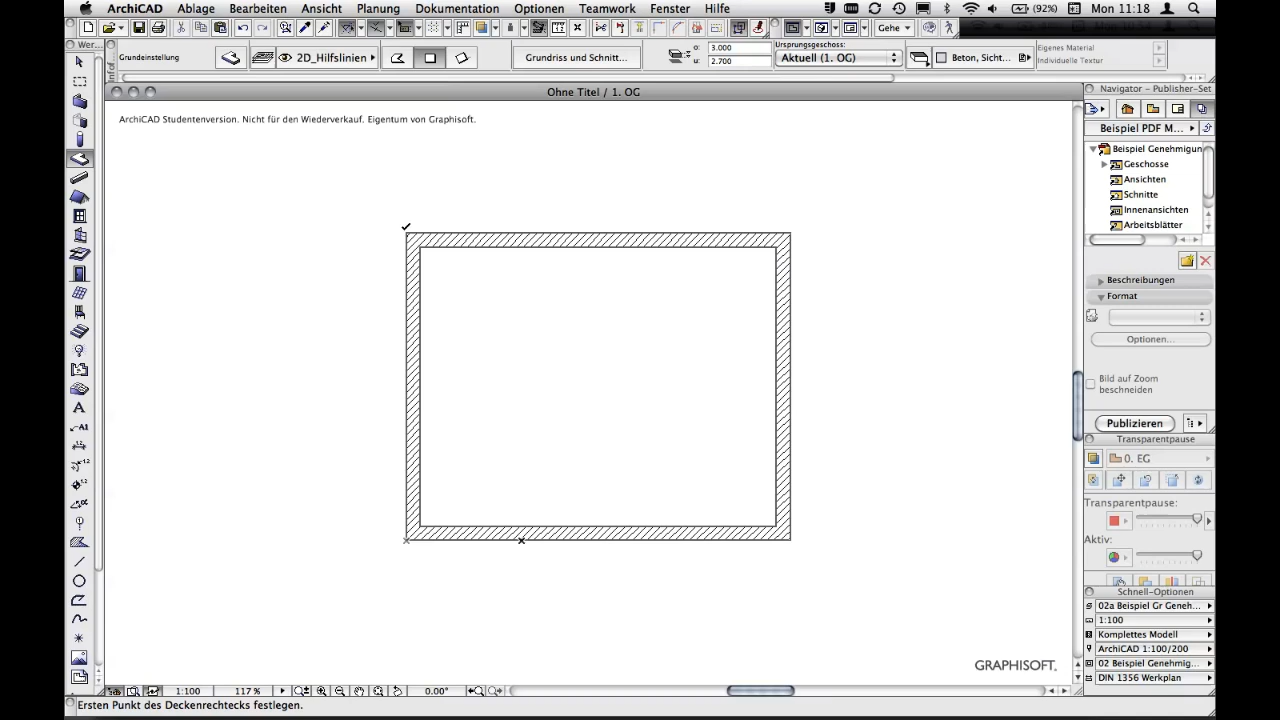 ArchiCAD Ablage Bearbeiten Ansicht Planung Dokumentation Optionen Teamwork Fenster Hilfe (92%) Mon 11:18
Gehe
Wer...
Infof
Grundeinstellung
2D_Hilfslinien
Grundriss und Schnitt...
o: 3.000
u: 2.700
Ursprungsgeschoss:
Aktuell (1. OG)
Beton, Sicht...
Eigenes Material
Individuelle Textur
Ohne Titel / 1. OG
ArchiCAD Studentenversion. Nicht für den Wiederverkauf. Eigentum von Graphisoft.
Navigator - Publisher-Set
Beispiel PDF M...
Beispiel Genehmigun
Geschosse
Ansichten
Schnitte
Innenansichten
Arbeitsblätter
Beschreibungen
Format
Optionen...
Bild auf Zoom
beschneiden
Publizieren
Transparentpause
0. EG
Transparentpause:
Aktiv:
Schnell-Optionen
02a Beispiel Gr Geneh...
1:100
Komplettes Modell
ArchiCAD 1:100/200
02 Beispiel Genehmig...
DIN 1356 Werkplan
GRAPHISOFT.
1:100
117 %
0.00°
Ersten Punkt des Deckenrechtecks festlegen.